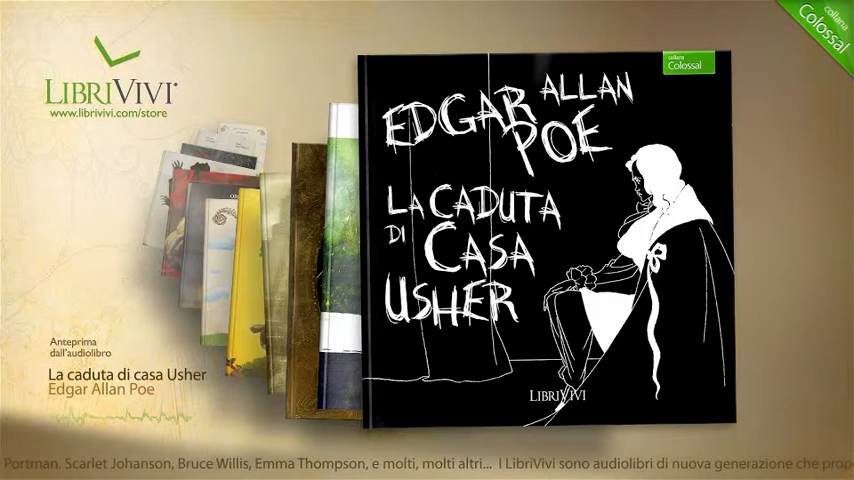 collana
Colossal
LIBRIVIVI®
www.librivivi.com/store
collana
Colossal
EDGAR ALLAN
POE
LA CADUTA
DI CASA
USHER
LIBRIVIVI
Anteprima
dall'audiolibro
La caduta di casa Usher
Edgar Allan Poe
Portman, Scarlet Johanson, Bruce Willis, Emma Thompson, e molti, molti altri... I LibriVivi sono audiolibri di nuova generazione che